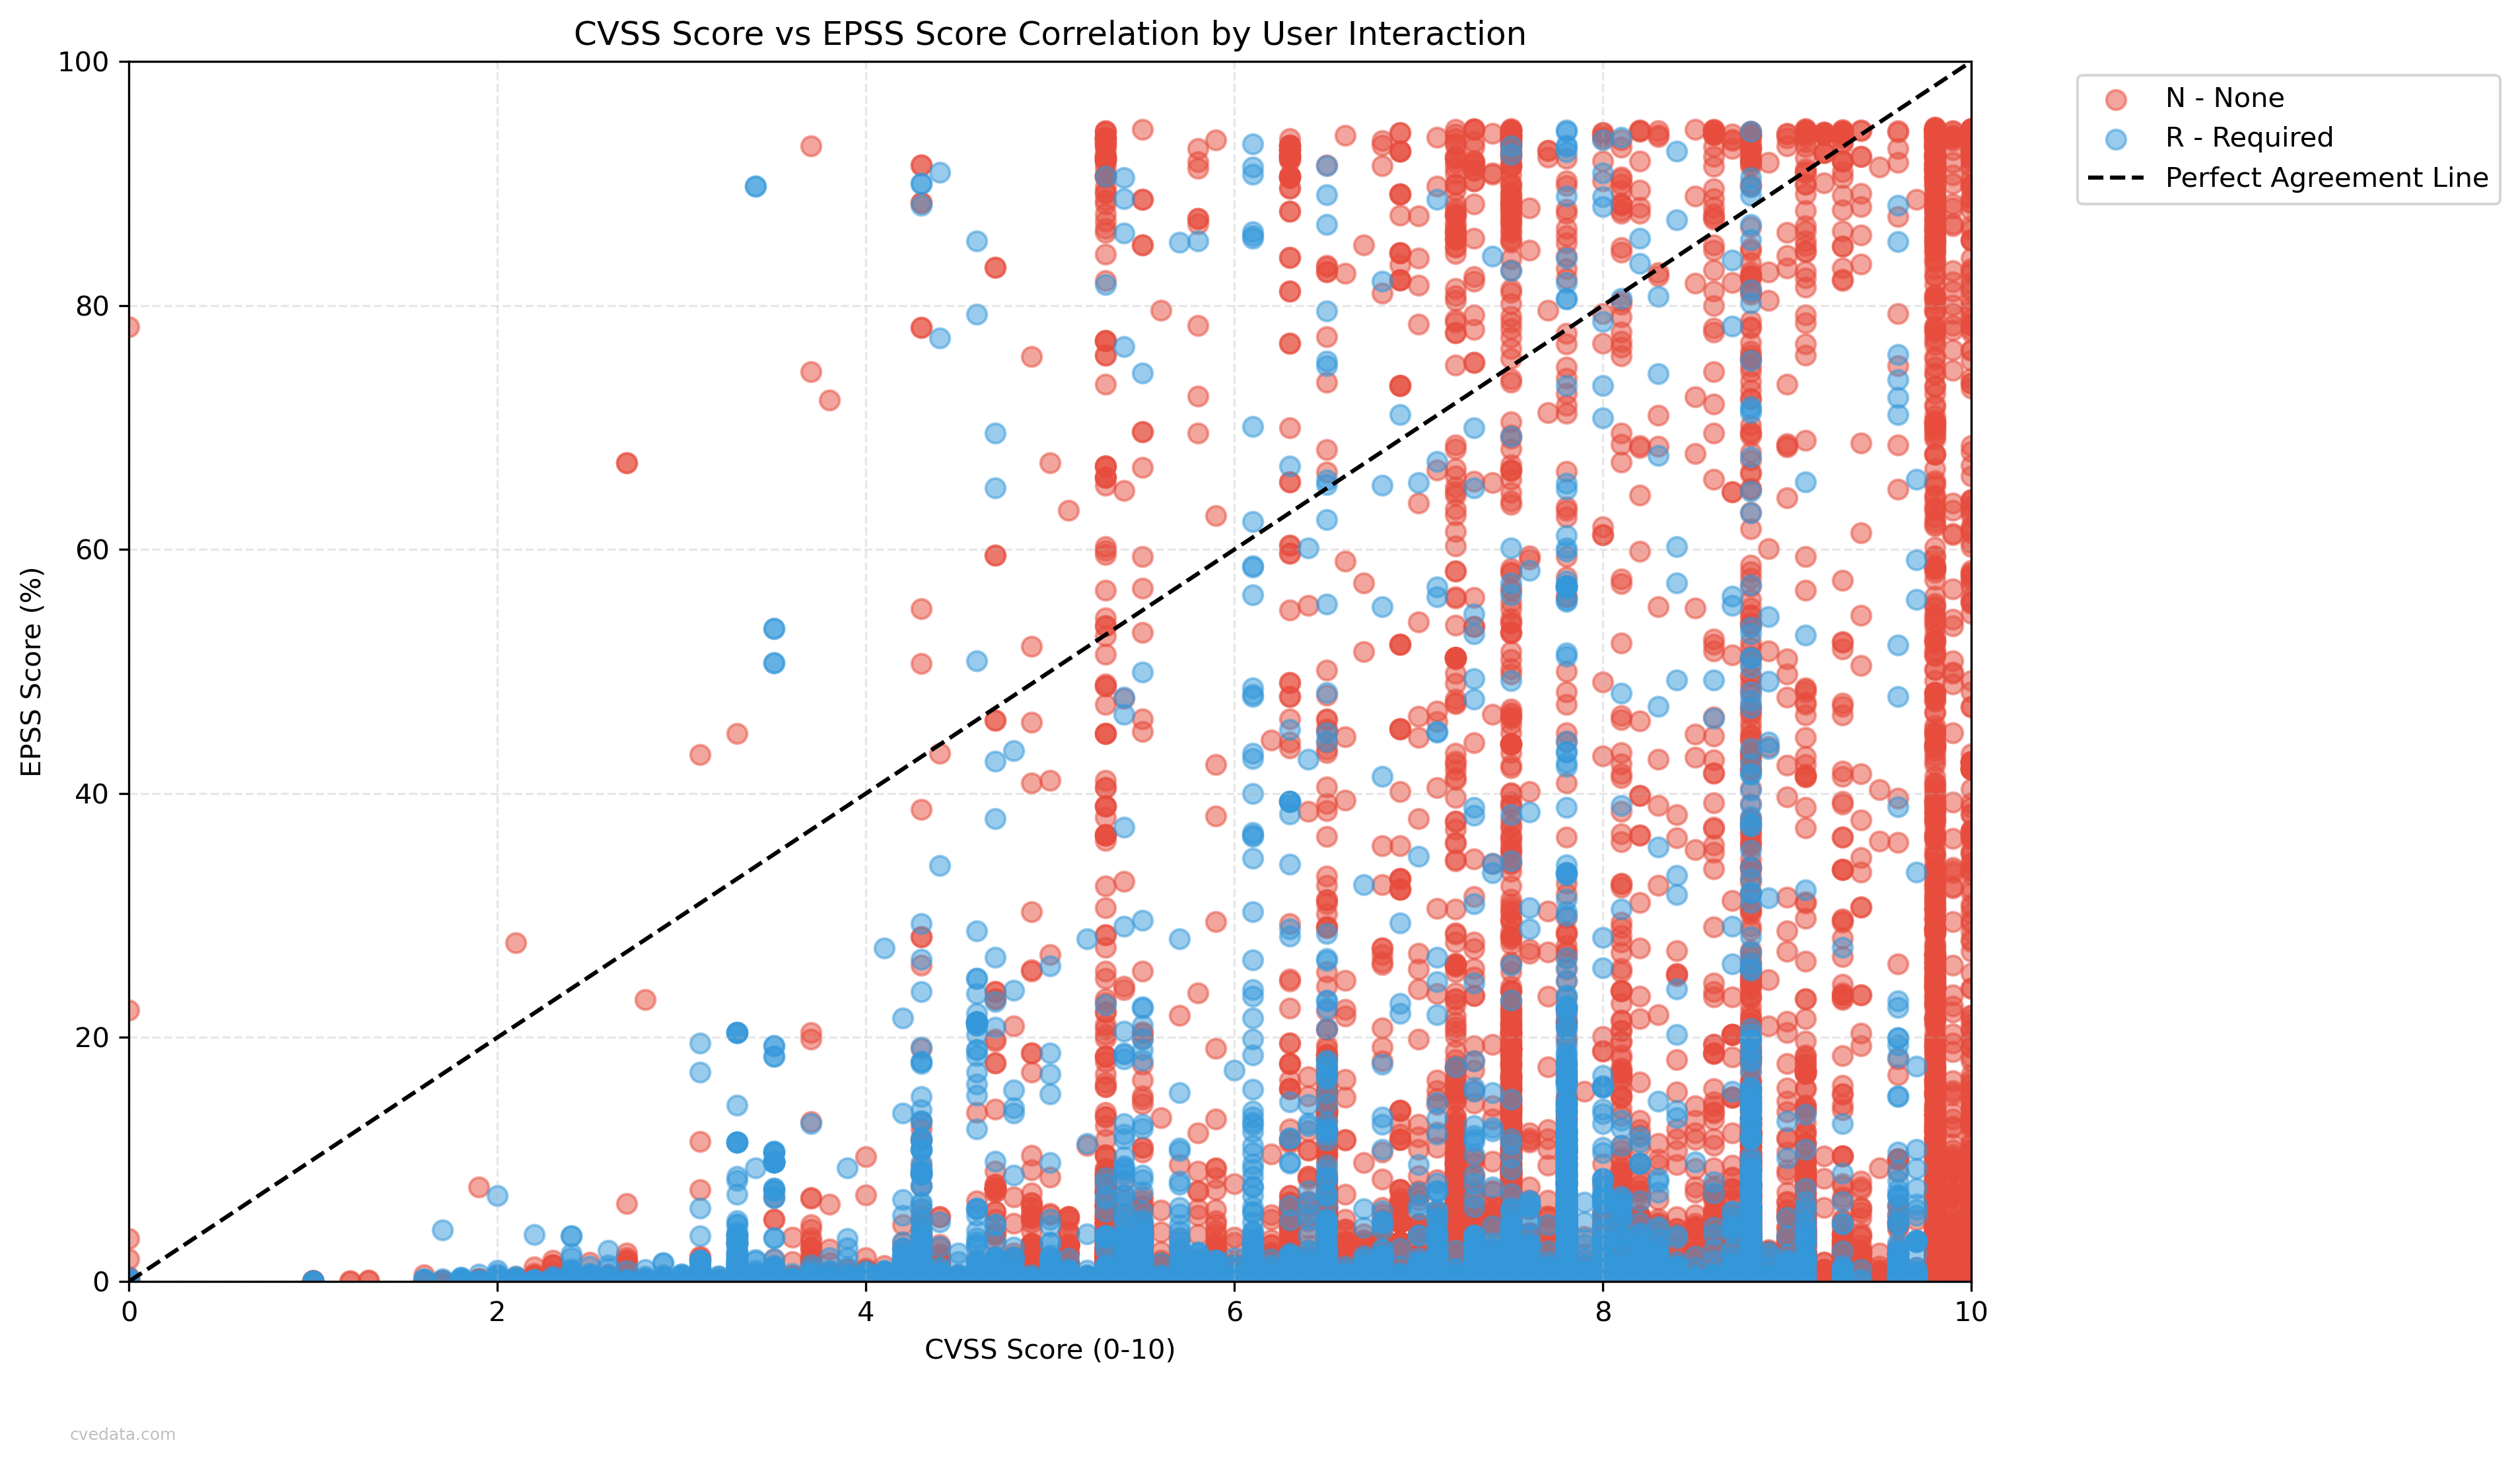 CVSS Score vs EPSS Score Correlation by User Interaction
N - None
R - Required
Perfect Agreement Line
EPSS Score (%)
100
80
60
40
20
0
0 2 4 6 8 10
CVSS Score (0-10)
cvedata.com